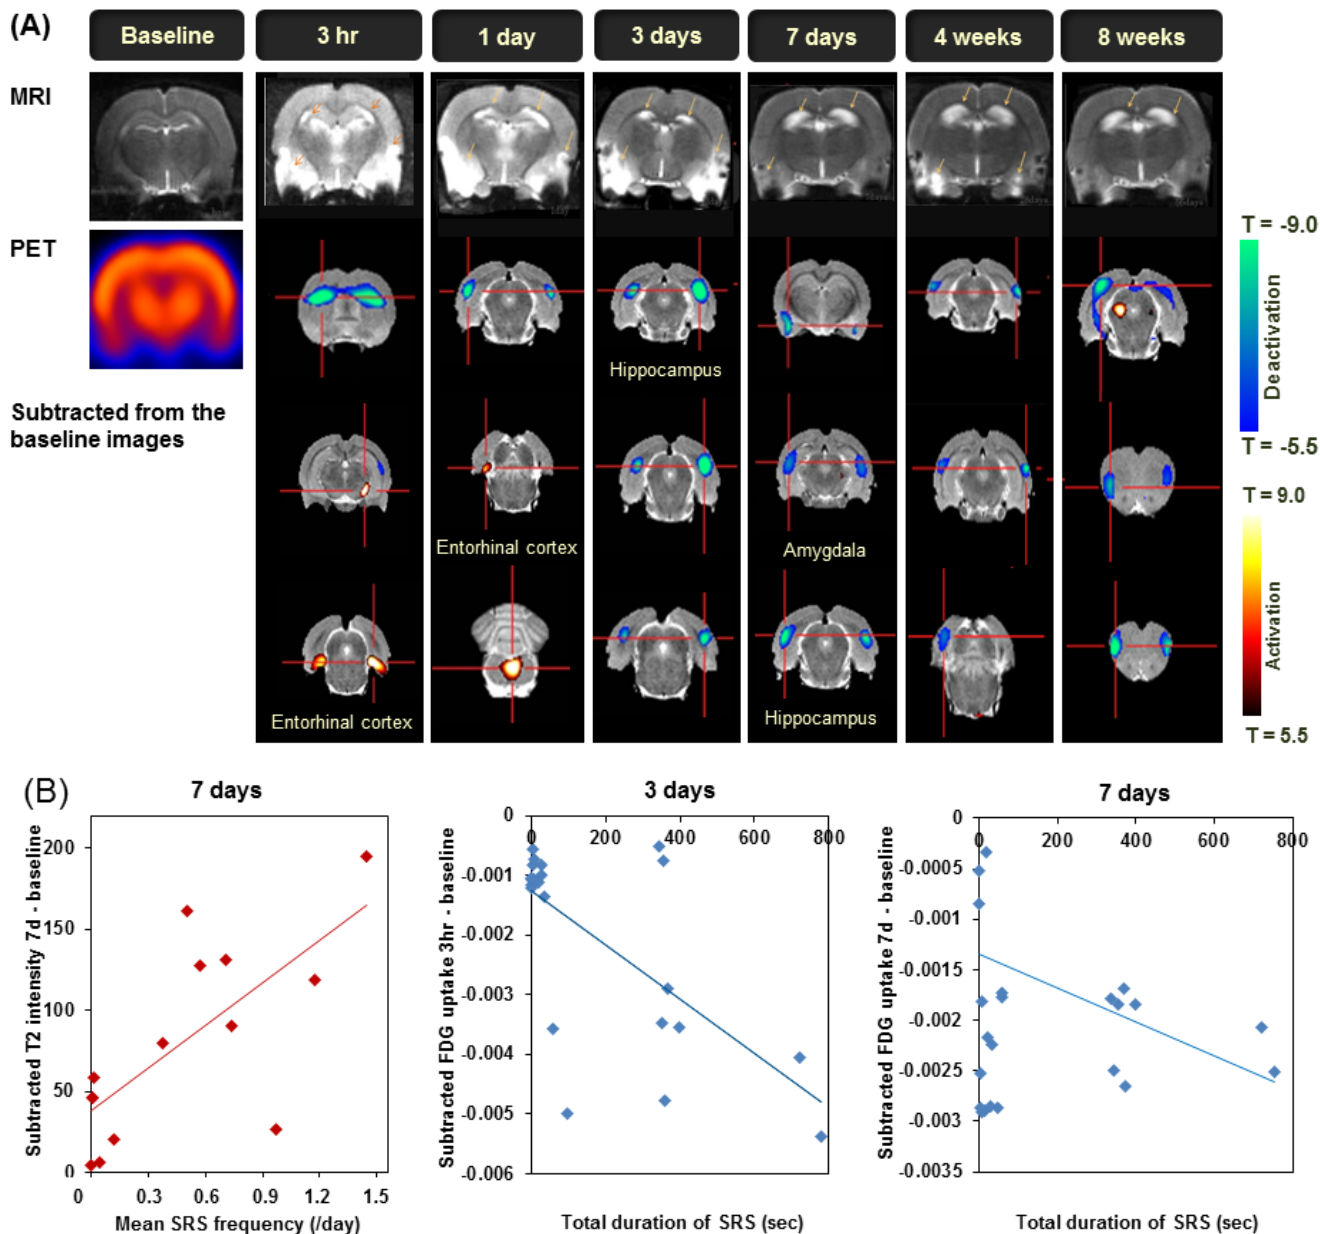 (A)
Baseline
3 hr
1 day
3 days
7 days
4 weeks
8 weeks
MRI
1day
PET
Hippocampus
T = -9.0
Deactivation
T = -5.5
Subtracted from the
baseline images
Entorhinal cortex
Amygdala
9.0
Activation
T = 5.5
Entorhinal cortex
Hippocampus
(B)
7 days
Subtracted T2 intensity 7d - baseline
200
150
100
50
0
0 0.3 0.6 0.9 1.2 1.5
Mean SRS frequency (/day)
3 days
Subtracted FDG uptake 3hr - baseline
0
-0.001
-0.002
-0.003
-0.004
-0.005
-0.006
0 200 400 600 800
Total duration of SRS (sec)
7 days
Subtracted FDG uptake 7d - baseline
0
-0.0005
-0.001
-0.0015
-0.002
-0.0025
-0.003
-0.0035
0 200 400 600 800
Total duration of SRS (sec)